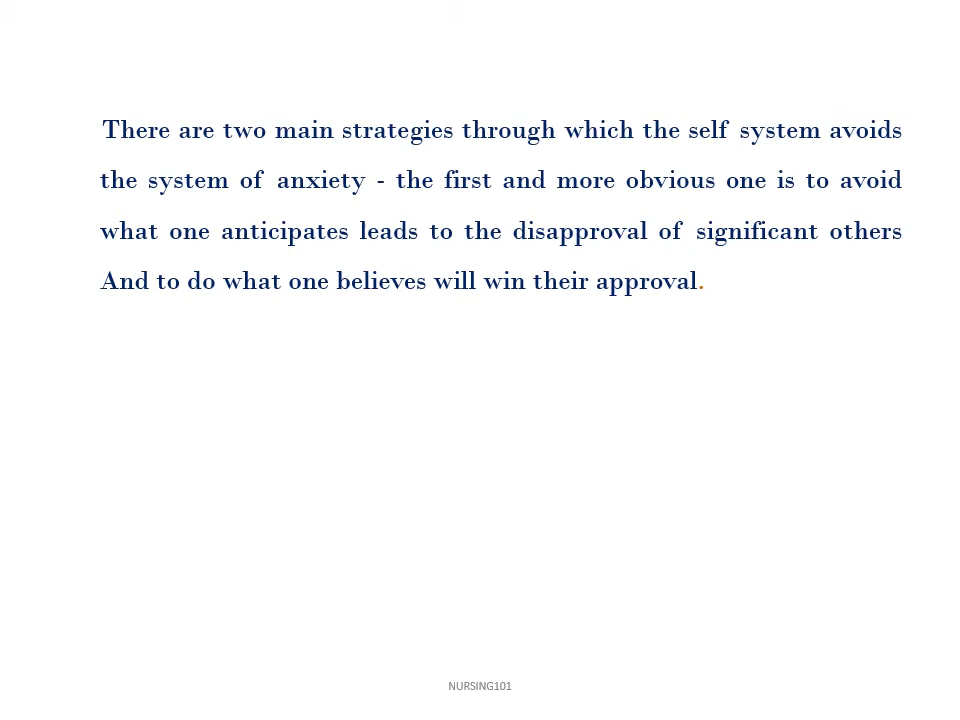 There are two main strategies through which the self system avoids
the system of anxiety - the first and more obvious one is to avoid
what one anticipates leads to the disapproval of significant others
And to do what one believes will win their approval.
NURSING101